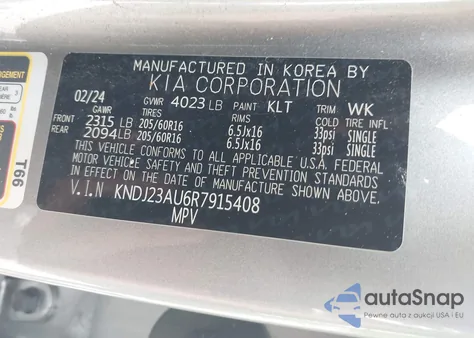 MANUFACTURED IN KOREA BY
KIA CORPORATION
02/24 GVWR 4023 LB PAINT KLT TRIM WK
GAWR TIRES RIMS COLD TIRE INFL.
FRONT 2315 LB 205/60R16 6.5Jx16 33psi SINGLE
REAR 2094 LB 205/60R16 6.5Jx16 33psi SINGLE
THIS VEHICLE CONFORMS TO ALL APPLICABLE U.S.A. FEDERAL
MOTOR VEHICLE SAFETY AND THEFT PREVENTION STANDARDS
IN EFFECT ON THE DATE OF MANUFACTURE SHOWN ABOVE.
V.I.N KNDJ23AU6R7915408
MPV
T66
autoSnap
Pewne auta z aukcji USA i EU